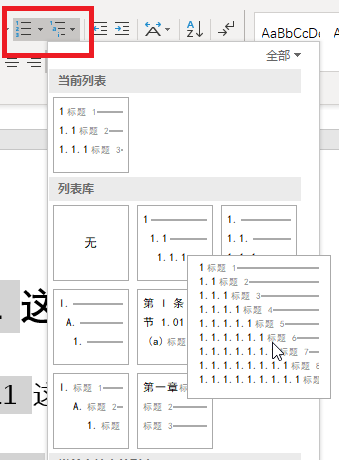 AaBbCcDc
A
全部
当前列表
1 标题 1
1.1 标题 2
1.1.1 标题 3
列表库
无
1
1.1
1.1.1
1.
1.1.
I.
A.
1.
第 I 条
节 1.01
(a)标题
I. 标题 1
A. 标题 2
1. 标题
第一章标题
标题 2
标题 3
1 标题 1
1.1 标题 2
1.1.1 标题 3
1.1.1.1 标题 4
1.1.1.1.1 标题 5
1.1.1.1.1.1 标题 6
1.1.1.1.1.1.1 标题 7
1.1.1.1.1.1.1.1 标题 8
1.1.1.1.1.1.1.1.1 标题
这
.1 这